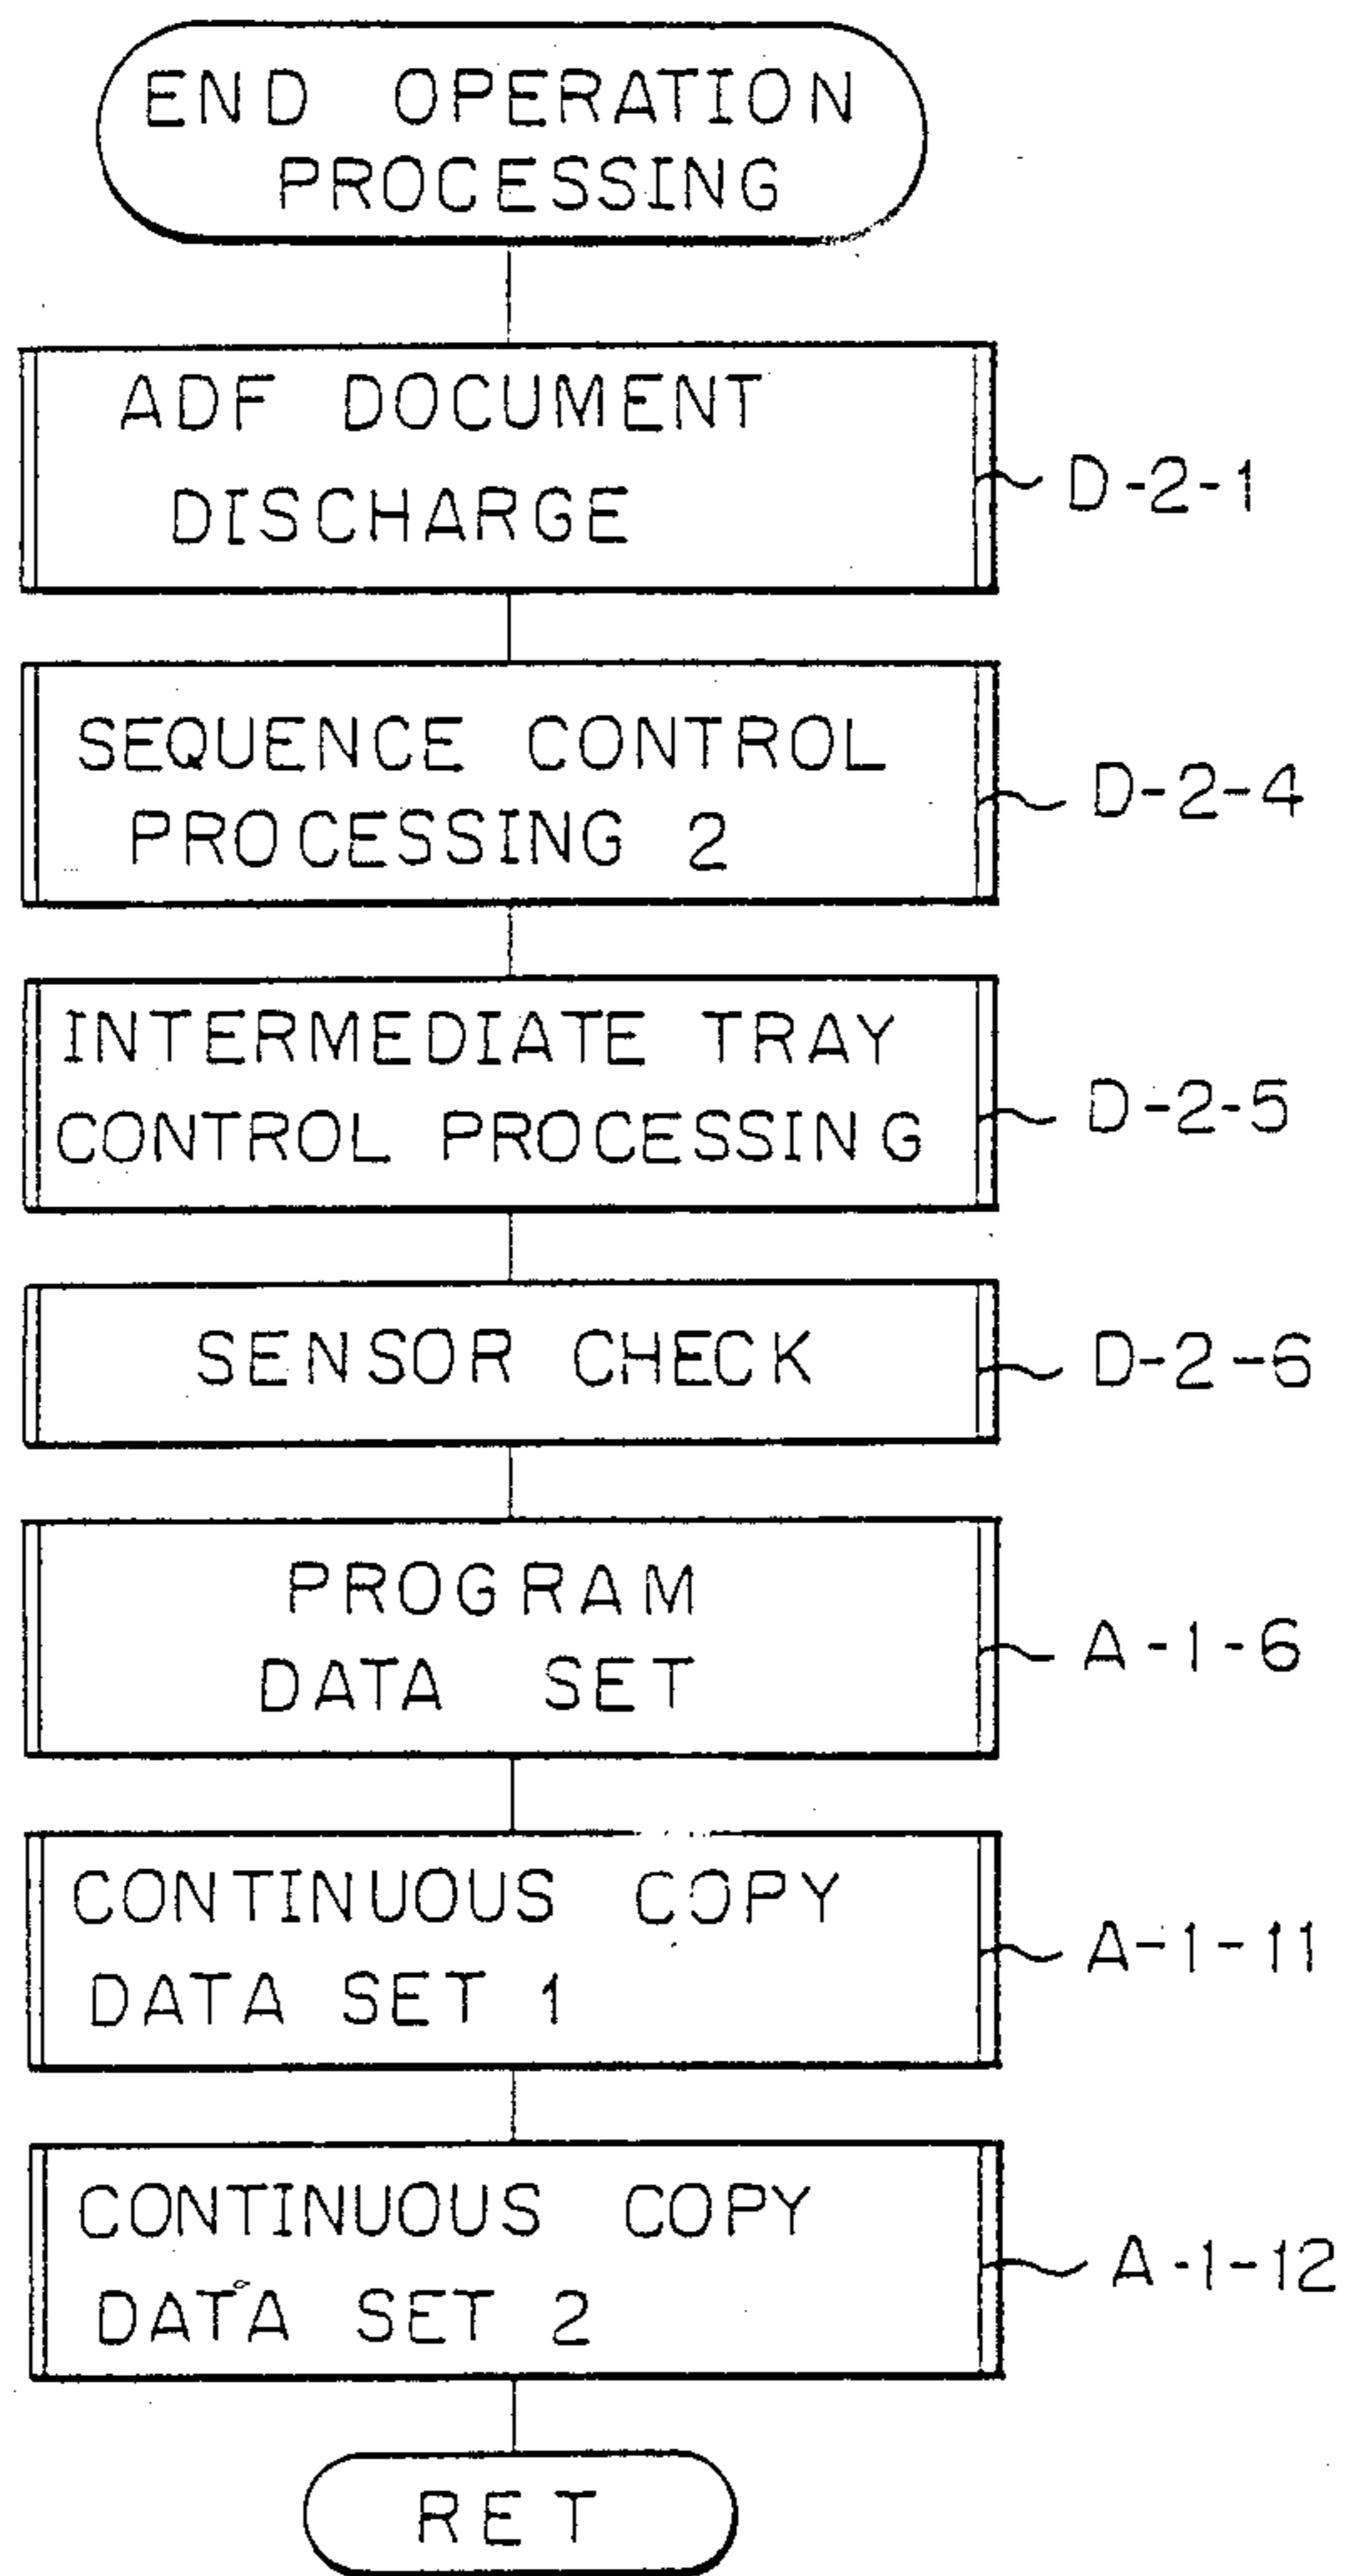 END OPERATION
PROCESSING
ADF DOCUMENT
DISCHARGE
D-2-1
SEQUENCE CONTROL
PROCESSING 2
D-2-4
INTERMEDIATE TRAY
CONTROL PROCESSING
D-2-5
SENSOR CHECK
D-2-6
PROGRAM
DATA SET
A-1-6
CONTINUOUS COPY
DATA SET 1
A-1-11
CONTINUOUS COPY
DATA SET 2
A-1-12
RET